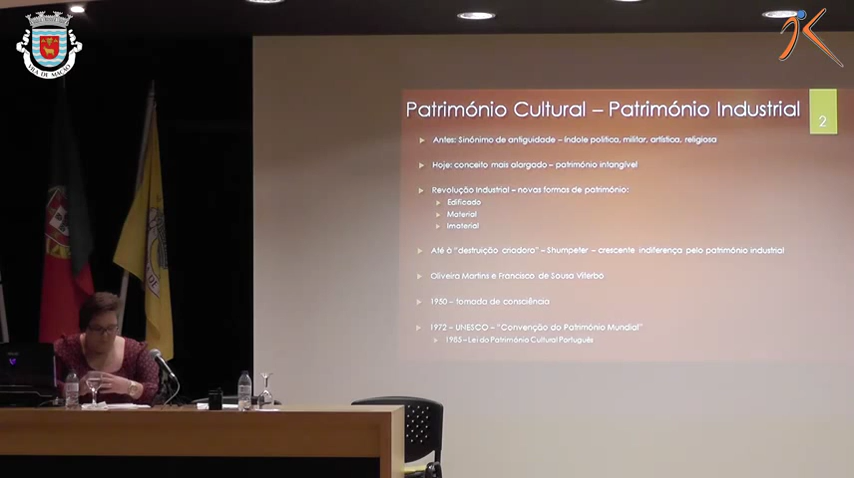 VILA DE MAÇÃO
Património Cultural – Património Industrial
2
Antes: Sinónimo de antiguidade – índole política, militar, artística, religiosa
Hoje: conceito mais alargado – património intangível
Revolução Industrial – novas formas de património:
Edificado
Material
Imaterial
Até à "destruição criadora" – Shumpeter – crescente indiferença pelo património industrial
Oliveira Martins e Francisco de Sousa Viterbo
1950 – tomada de consciência
1972 – UNESCO – "Convenção do Património Mundial"
1985 – Lei do Património Cultural Português